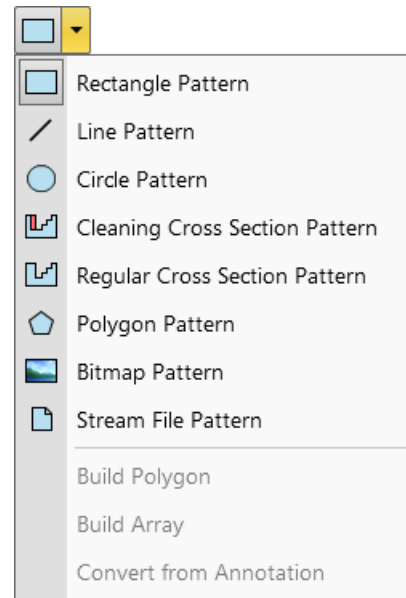 Rectangle Pattern
Line Pattern
Circle Pattern
Cleaning Cross Section Pattern
Regular Cross Section Pattern
Polygon Pattern
Bitmap Pattern
Stream File Pattern
Build Polygon
Build Array
Convert from Annotation